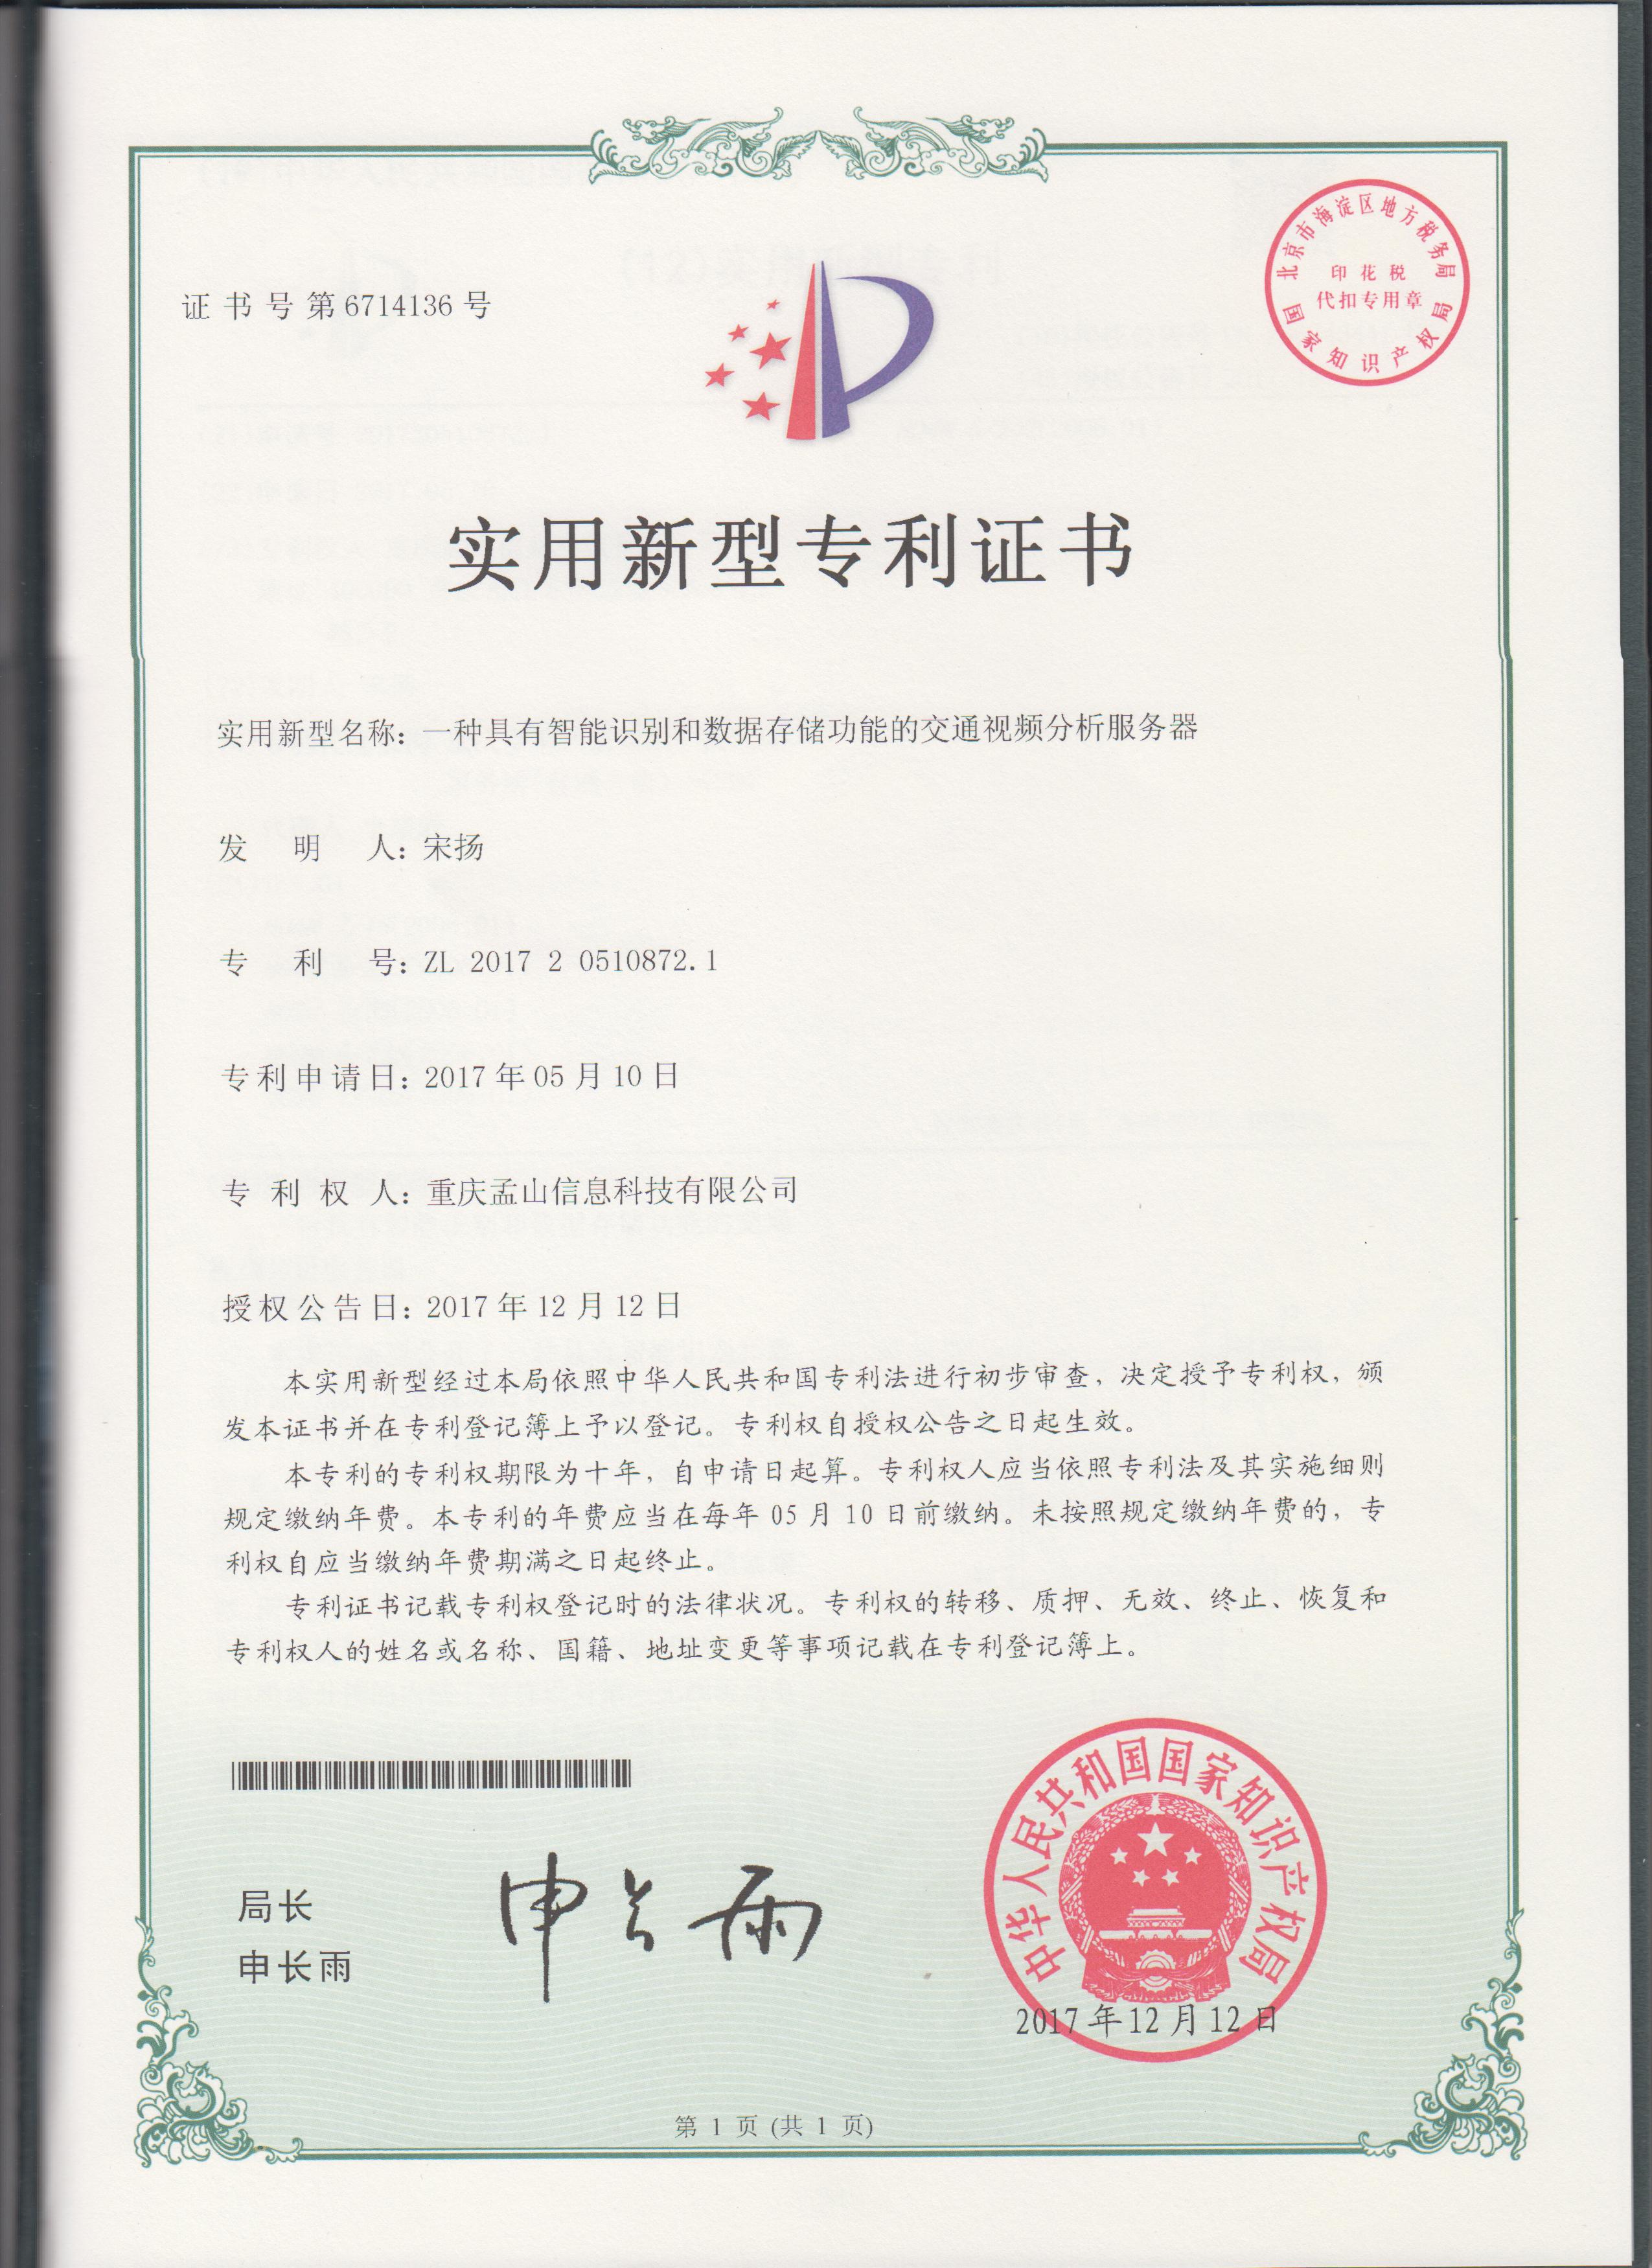 北京市海淀区地方税务局
印花税
代扣专用章
国家知识产权局
证书号第6714136号
实用新型专利证书
实用新型名称：一种具有智能识别和数据存储功能的交通视频分析服务器
发明人：宋扬
专利号：ZL 2017 2 0510872.1
专利申请日：2017年05月10日
专利权人：重庆孟山信息科技有限公司
授权公告日：2017年12月12日
本实用新型经过本局依照中华人民共和国专利法进行初步审查，决定授予专利权，颁
发本证书并在专利登记簿上予以登记。专利权自授权公告之日起生效。
本专利的专利权期限为十年，自申请日起算。专利权人应当依照专利法及其实施细则
规定缴纳年费。本专利的年费应当在每年05月10日前缴纳。未按照规定缴纳年费的，专
利权自应当缴纳年费期满之日起终止。
专利证书记载专利权登记时的法律状况。专利权的转移、质押、无效、终止、恢复和
专利权人的姓名或名称、国籍、地址变更等事项记载在专利登记簿上。
局长
申长雨
申长雨
中华人民共和国国家知识产权局
2017年12月12日
第 1 页 (共 1 页)